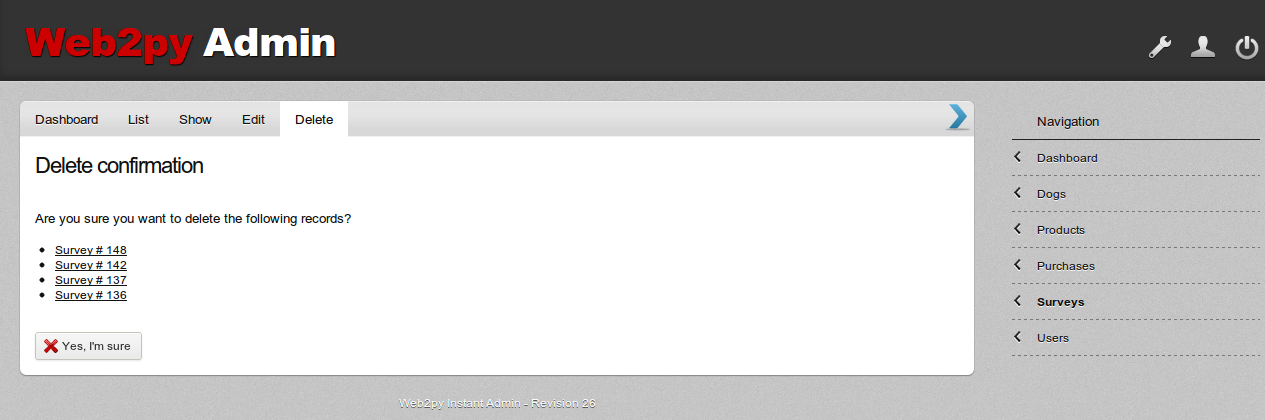 Web2py Admin
Dashboard List Show Edit Delete
Delete confirmation
Are you sure you want to delete the following records?
Survey # 148
Survey # 142
Survey # 137
Survey # 136
Yes, I'm sure
Navigation
Dashboard
Dogs
Products
Purchases
Surveys
Users
Web2py Instant Admin - Revision 26